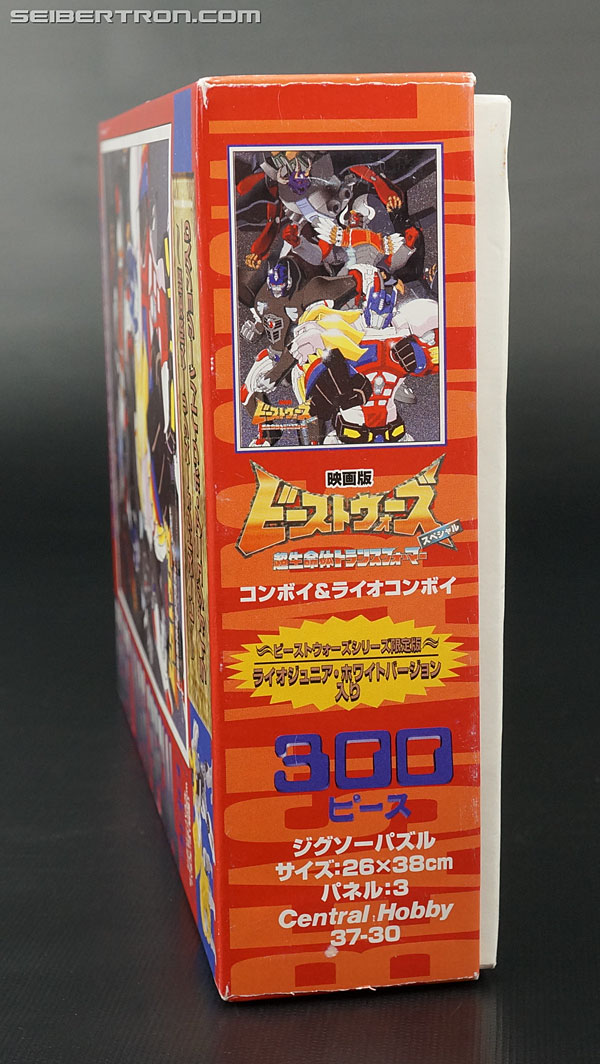 SEIBERTRON.com
映画版
ビーストウォーズ
スペシャル
超生命体トランスフォーマー
コンボイ&ライオコンボイ
～ビーストウォーズシリーズ限定版～
ライオジュニア・ホワイトバージョン
入り
300
ピース
ジグソーパズル
サイズ:26×38cm
パネル:3
Central Hobby
37-30